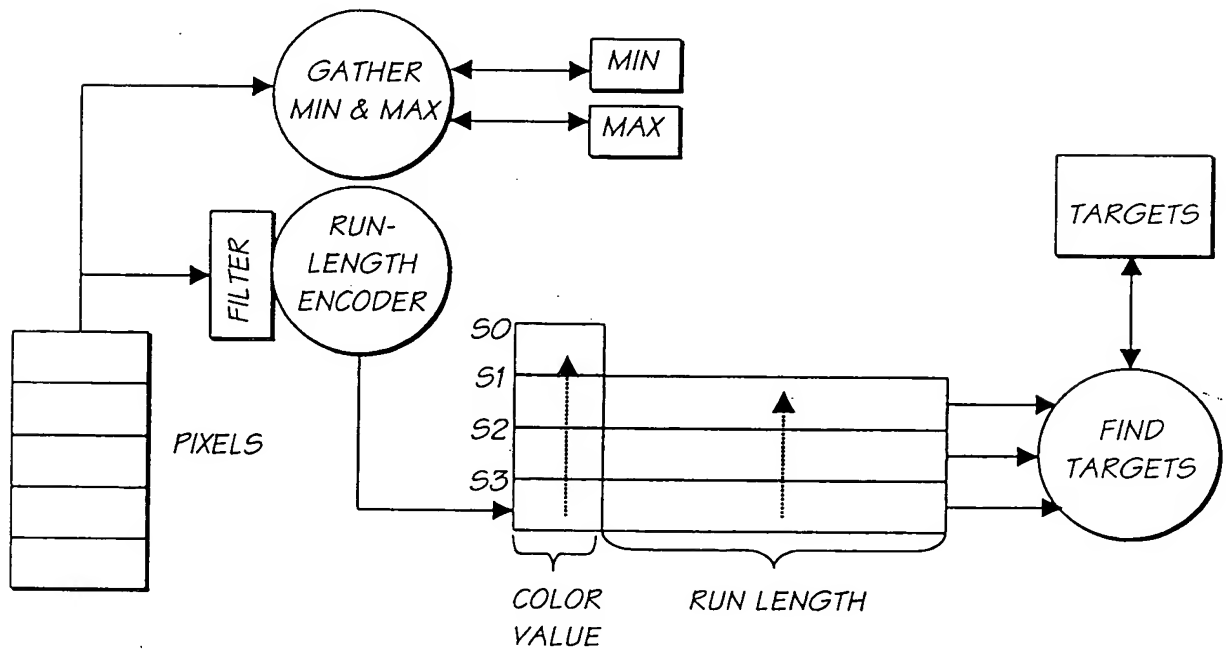 GATHER
MIN & MAX
MIN
MAX
FILTER
RUN-
LENGTH
ENCODER
TARGETS
PIXELS
S0
S1
S2
S3
FIND
TARGETS
COLOR
VALUE
RUN LENGTH